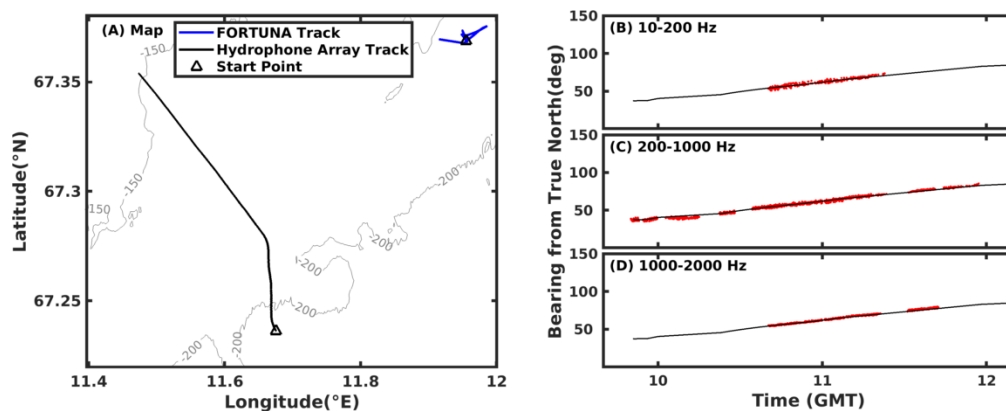 (A) Map
FORTUNA Track
Hydrophone Array Track
Start Point
-150
-150
-150
-150
-200
-200
-200
-200
-200
-200
67.35
67.3
67.25
Latitude(°N)
11.4
11.6
11.8
12
Longitude(°E)
(B) 10-200 Hz
150
100
50
(C) 200-1000 Hz
150
100
50
(D) 1000-2000 Hz
150
100
50
Bearing from True North(deg)
10
11
12
Time (GMT)